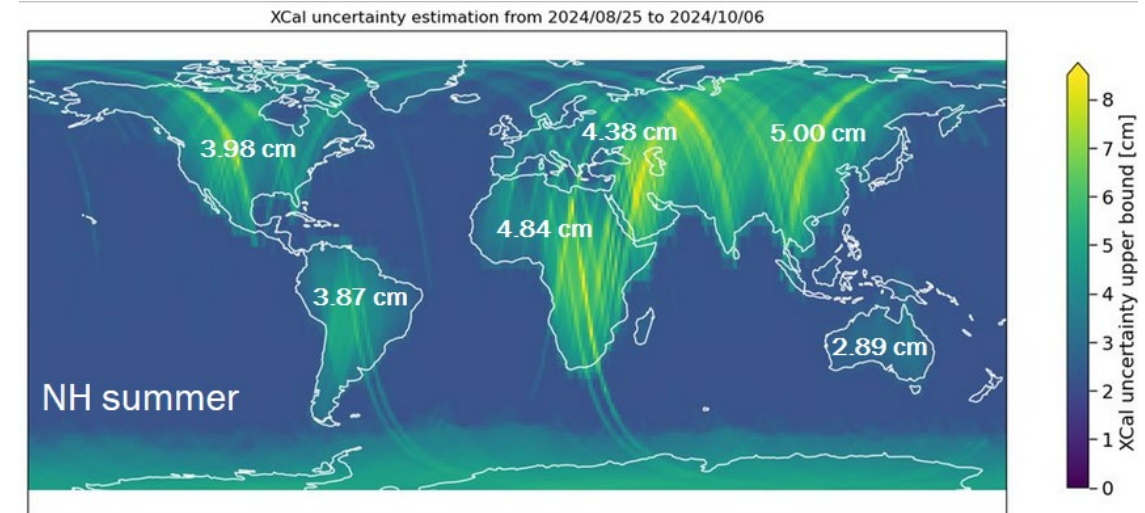 XCal uncertainty estimation from 2024/08/25 to 2024/10/06
3.98 cm
4.38 cm
5.00 cm
4.84 cm
3.87 cm
2.89 cm
NH summer
8
7
6
5
4
3
2
1
0
XCal uncertainty upper bound [cm]